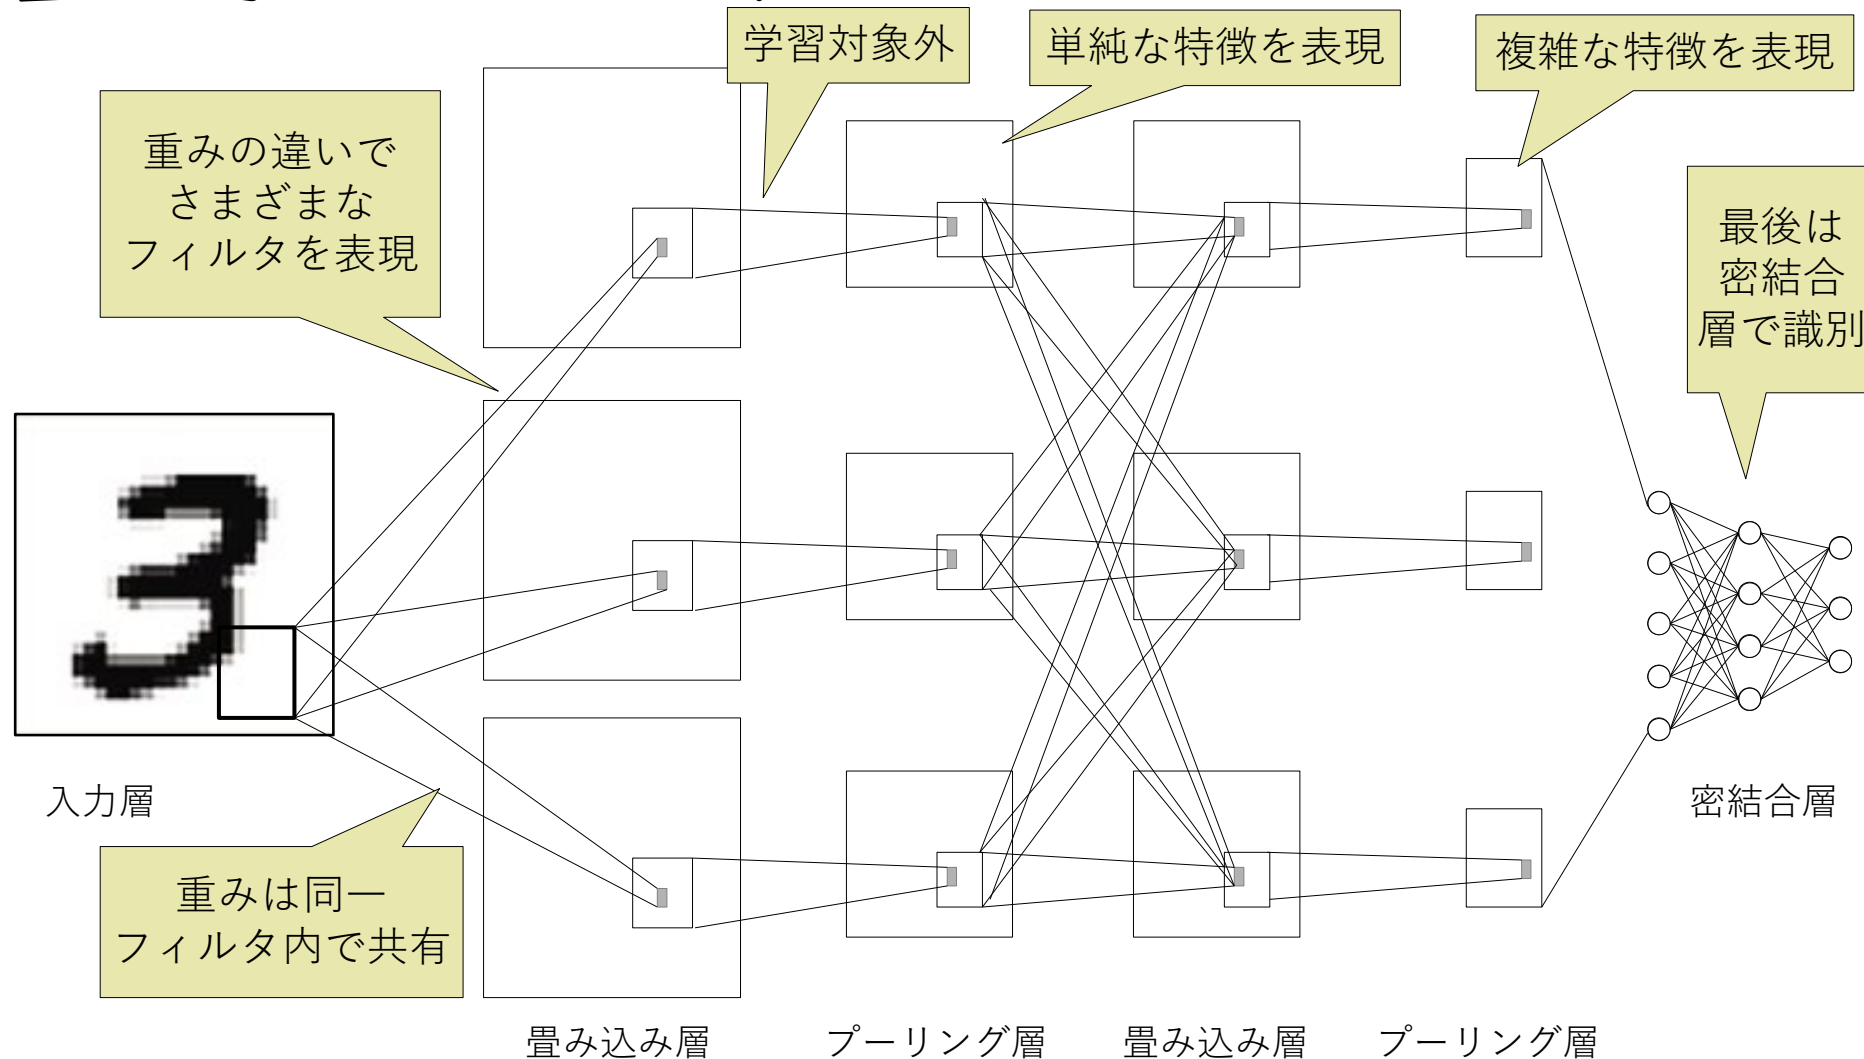 学習対象外
単純な特徴を表現
複雑な特徴を表現
重みの違いで
さまざまな
フィルタを表現
最後は
密結合
層で識別
3
入力層
密結合層
重みは同一
フィルタ内で共有
畳み込み層
プーリング層
畳み込み層
プーリング層